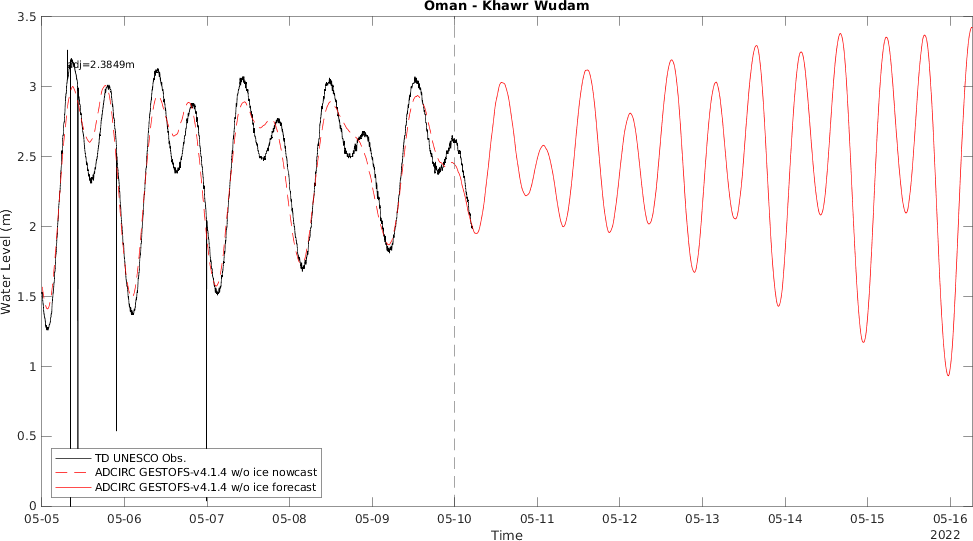 Oman - Khawr Wudam
3.5
3
2.5
2
1.5
1
0.5
0
Water Level (m)
adj=2.3849m
TD UNESCO Obs.
ADCIRC GESTOFS-v4.1.4 w/o ice nowcast
ADCIRC GESTOFS-v4.1.4 w/o ice forecast
05-05 05-06 05-07 05-08 05-09 05-10 05-11 05-12 05-13 05-14 05-15 05-16
Time
2022